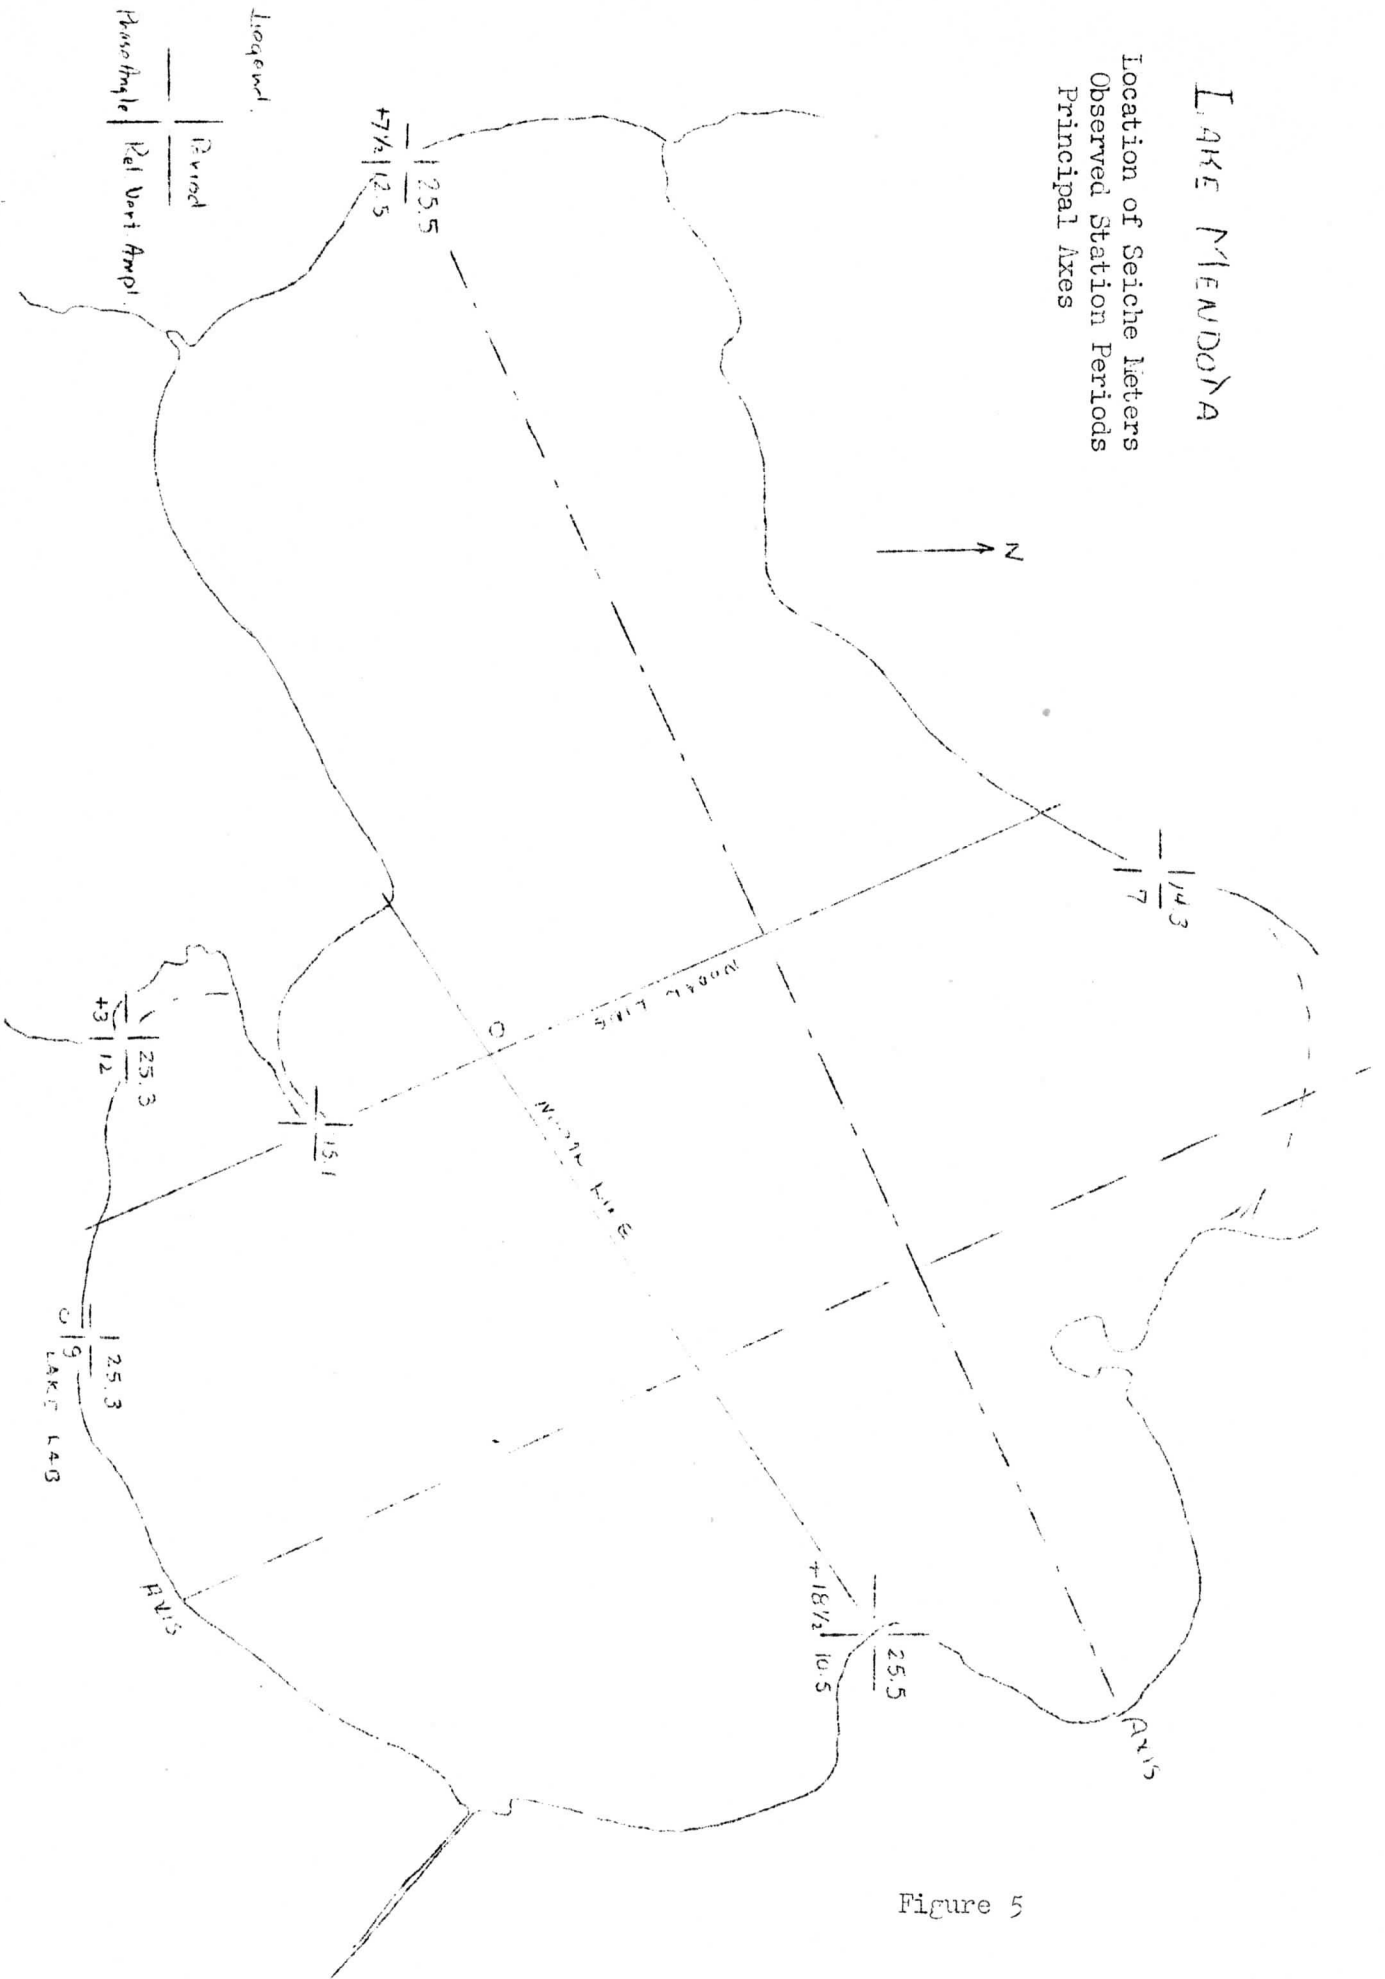 LAKE MENDOTA
Location of Seiche Meters
Observed Station Periods
Principal Axes
N
Legend.
Period
Phase Angle
Rel Vert. Ampl.
25.5
+7½ 12.5
14.3
7
NODAL LINE
O
NODAL LINE
15.1
25.3
+3 12
25.3
0 9
LAKE LAB
25.5
+18½ 10.5
AXIS
AXIS
Figure 5